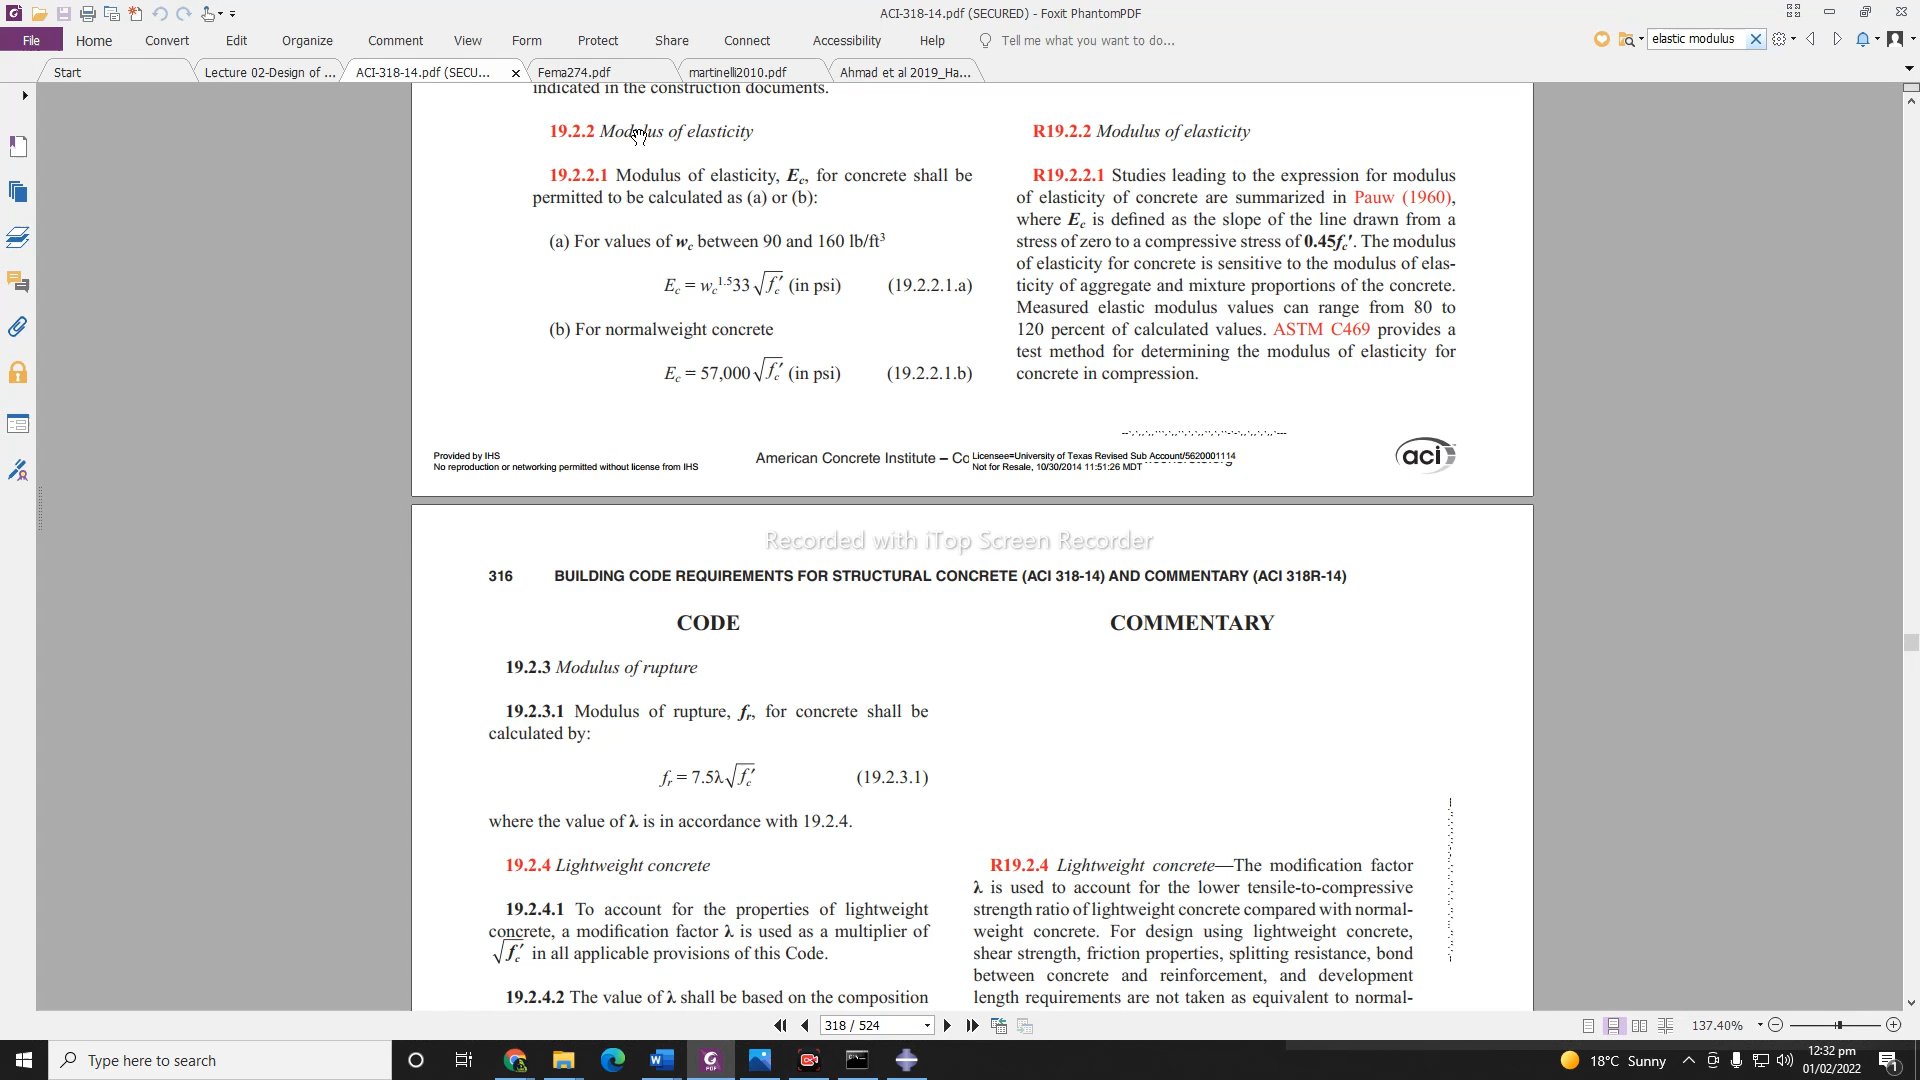 ACI-318-14.pdf (SECURED) - Foxit PhantomPDF
File Home Convert Edit Organize Comment View Form Protect Share Connect Accessibility Help Tell me what you want to do... elastic modulus
Start Lecture 02-Design of ... ACI-318-14.pdf (SECU... Fema274.pdf martinelli2010.pdf Ahmad et al 2019_Ha...
indicated in the construction documents.
19.2.2 Modulus of elasticity
19.2.2.1 Modulus of elasticity, Ec, for concrete shall be
permitted to be calculated as (a) or (b):
(a) For values of wc between 90 and 160 lb/ft³
Ec = wc^1.5 33 √fc′ (in psi) (19.2.2.1.a)
(b) For normalweight concrete
Ec = 57,000 √fc′ (in psi) (19.2.2.1.b)
R19.2.2 Modulus of elasticity
R19.2.2.1 Studies leading to the expression for modulus
of elasticity of concrete are summarized in Pauw (1960),
where Ec is defined as the slope of the line drawn from a
stress of zero to a compressive stress of 0.45fc′. The modulus
of elasticity for concrete is sensitive to the modulus of elas-
ticity of aggregate and mixture proportions of the concrete.
Measured elastic modulus values can range from 80 to
120 percent of calculated values. ASTM C469 provides a
test method for determining the modulus of elasticity for
concrete in compression.
Provided by IHS
No reproduction or networking permitted without license from IHS
American Concrete Institute – Co
Licensee=University of Texas Revised Sub Account/5620001114
Not for Resale, 10/30/2014 11:51:26 MDT
aci
Recorded with iTop Screen Recorder
316 BUILDING CODE REQUIREMENTS FOR STRUCTURAL CONCRETE (ACI 318-14) AND COMMENTARY (ACI 318R-14)
CODE
19.2.3 Modulus of rupture
19.2.3.1 Modulus of rupture, fr, for concrete shall be
calculated by:
fr = 7.5λ√fc′ (19.2.3.1)
where the value of λ is in accordance with 19.2.4.
19.2.4 Lightweight concrete
19.2.4.1 To account for the properties of lightweight
concrete, a modification factor λ is used as a multiplier of
√fc′ in all applicable provisions of this Code.
19.2.4.2 The value of λ shall be based on the composition
COMMENTARY
R19.2.4 Lightweight concrete—The modification factor
λ is used to account for the lower tensile-to-compressive
strength ratio of lightweight concrete compared with normal-
weight concrete. For design using lightweight concrete,
shear strength, friction properties, splitting resistance, bond
between concrete and reinforcement, and development
length requirements are not taken as equivalent to normal-
318 / 524
137.40%
Type here to search
18°C Sunny
12:32 pm
01/02/2022
1